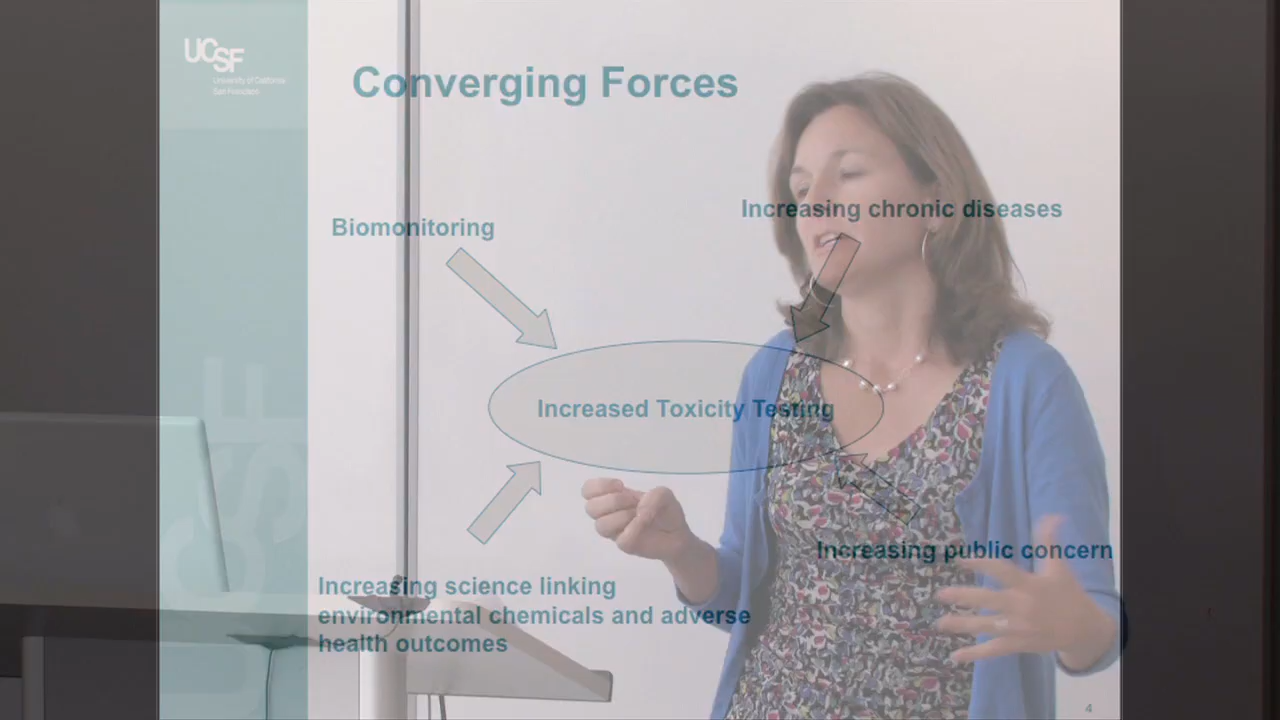 UCSF
University of California
San Francisco
Converging Forces
Increasing chronic diseases
Biomonitoring
Increased Toxicity Testing
Increasing public concern
Increasing science linking
environmental chemicals and adverse
health outcomes
UCSF
4